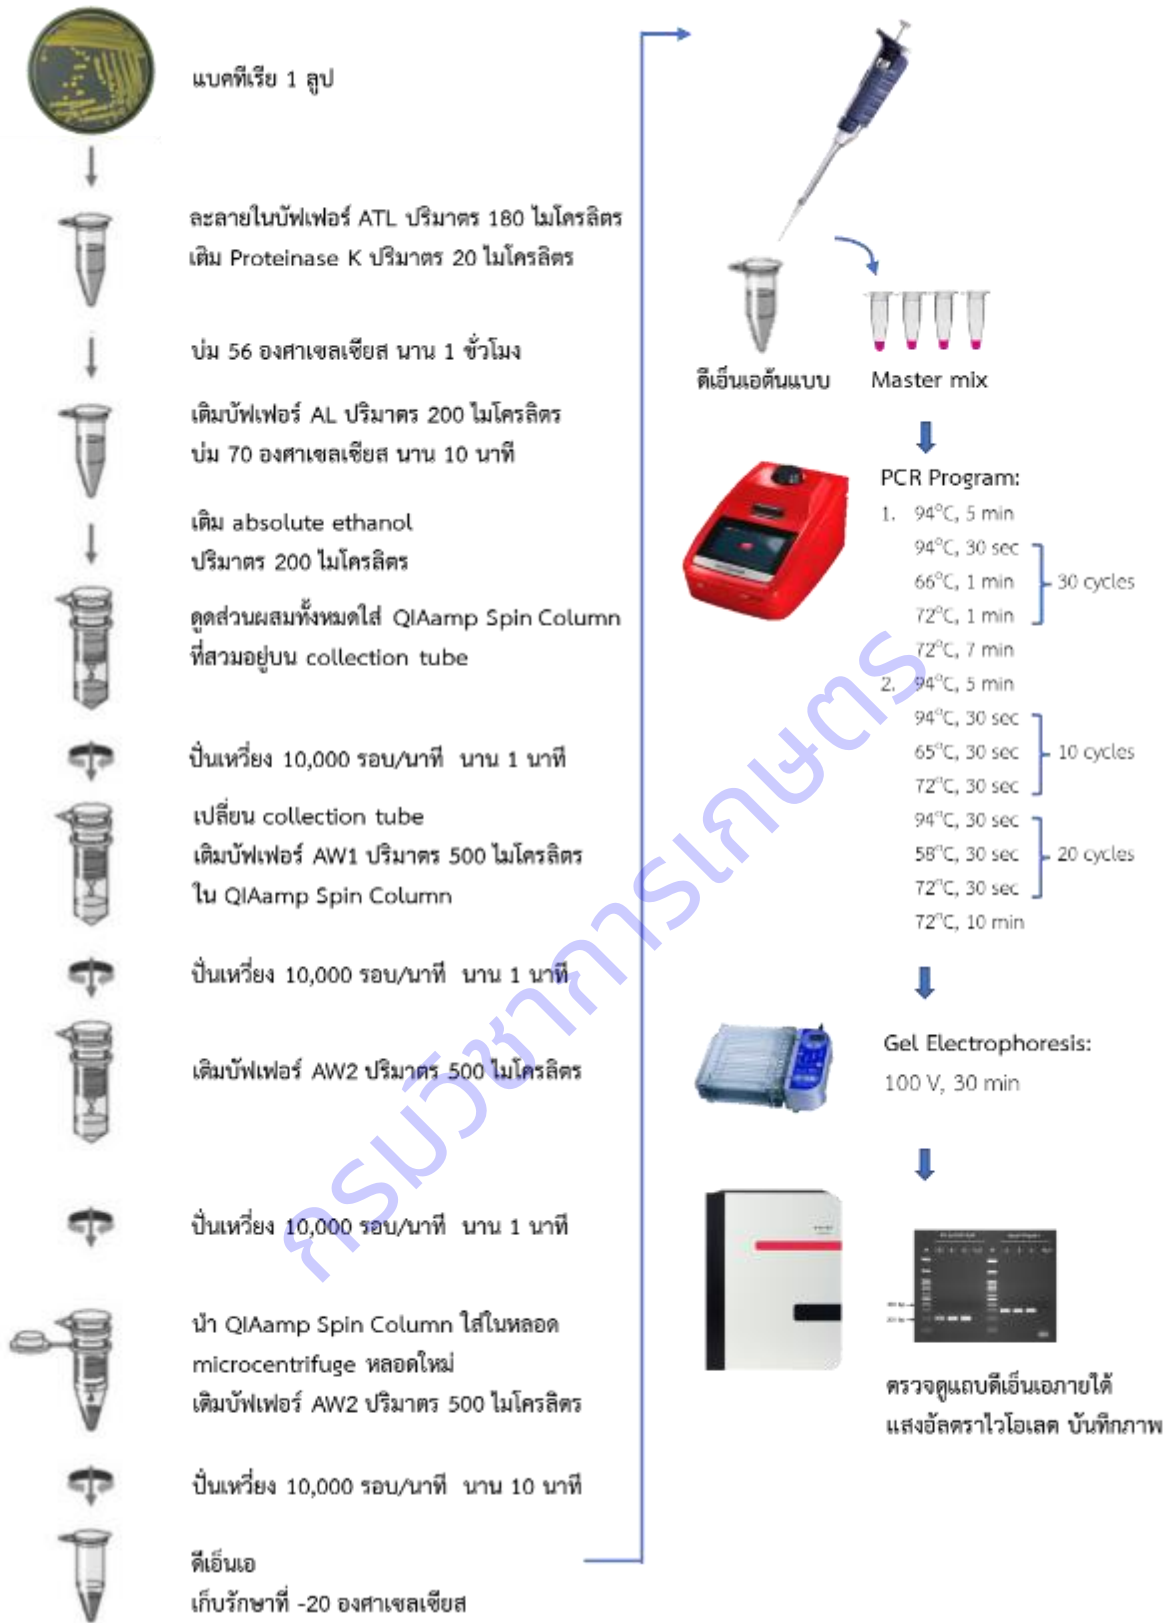 แบคทีเรีย 1 ลูป
ละลายในบัฟเฟอร์ ATL ปริมาตร 180 ไมโครลิตร
เติม Proteinase K ปริมาตร 20 ไมโครลิตร
บ่ม 56 องศาเซลเซียส นาน 1 ชั่วโมง
เติมบัฟเฟอร์ AL ปริมาตร 200 ไมโครลิตร
บ่ม 70 องศาเซลเซียส นาน 10 นาที
เติม absolute ethanol
ปริมาตร 200 ไมโครลิตร
ดูดส่วนผสมทั้งหมดใส่ QIAamp Spin Column
ที่สวมอยู่บน collection tube
ปั่นเหวี่ยง 10,000 รอบ/นาที นาน 1 นาที
เปลี่ยน collection tube
เติมบัฟเฟอร์ AW1 ปริมาตร 500 ไมโครลิตร
ใน QIAamp Spin Column
ปั่นเหวี่ยง 10,000 รอบ/นาที นาน 1 นาที
เติมบัฟเฟอร์ AW2 ปริมาตร 500 ไมโครลิตร
ปั่นเหวี่ยง 10,000 รอบ/นาที นาน 1 นาที
นำ QIAamp Spin Column ใส่ในหลอด
microcentrifuge หลอดใหม่
เติมบัฟเฟอร์ AW2 ปริมาตร 500 ไมโครลิตร
ปั่นเหวี่ยง 10,000 รอบ/นาที นาน 10 นาที
ดีเอ็นเอ
เก็บรักษาที่ -20 องศาเซลเซียส
ดีเอ็นเอต้นแบบ
Master mix
PCR Program:
1. 94°C, 5 min
94°C, 30 sec
66°C, 1 min
30 cycles
72°C, 1 min
72°C, 7 min
2. 94°C, 5 min
94°C, 30 sec
65°C, 30 sec
10 cycles
72°C, 30 sec
94°C, 30 sec
58°C, 30 sec
20 cycles
72°C, 30 sec
72°C, 10 min
Gel Electrophoresis:
100 V, 30 min
ตรวจดูแถบดีเอ็นเอภายใต้
แสงอัลตราไวโอเลต บันทึกภาพ
กรมวิชาการเกษตร